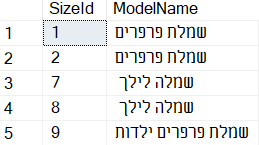 SizeId ModelName
1 1 שמלת פרפרים
2 2 שמלת פרפרים
3 7 שמלה לילך
4 8 שמלה לילך
5 9 שמלת פרפרים ילדות